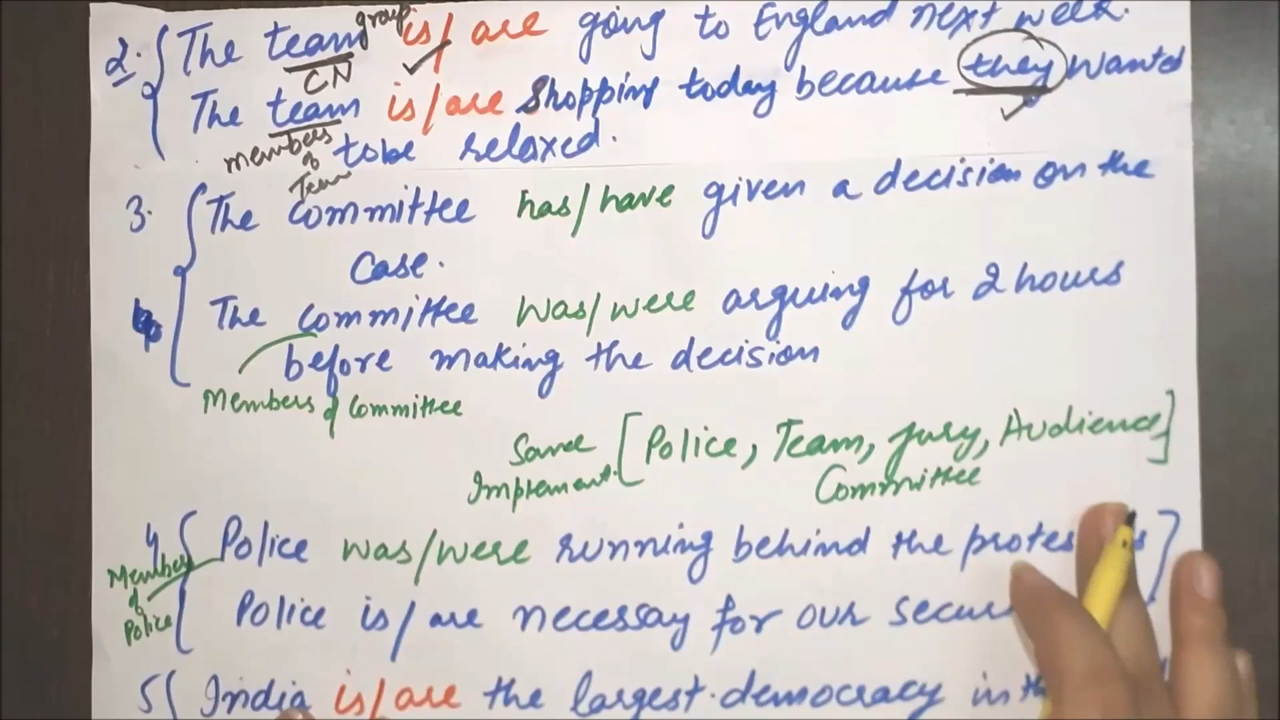 2. The team group is/are going to England next week.
CN
The team is/are Shopping today because they wanted
members of Team
to be relaxed.
3. The Committee has/have given a decision on the
Case.
The Committee was/were arguing for 2 hours
before making the decision
Members of Committee
Same [Police, Team, Jury, Audience]
Implement. Committee
4 Police was/were running behind the
Members of Police
Police is/are necessay for our
5 India is/are the largest democracy in